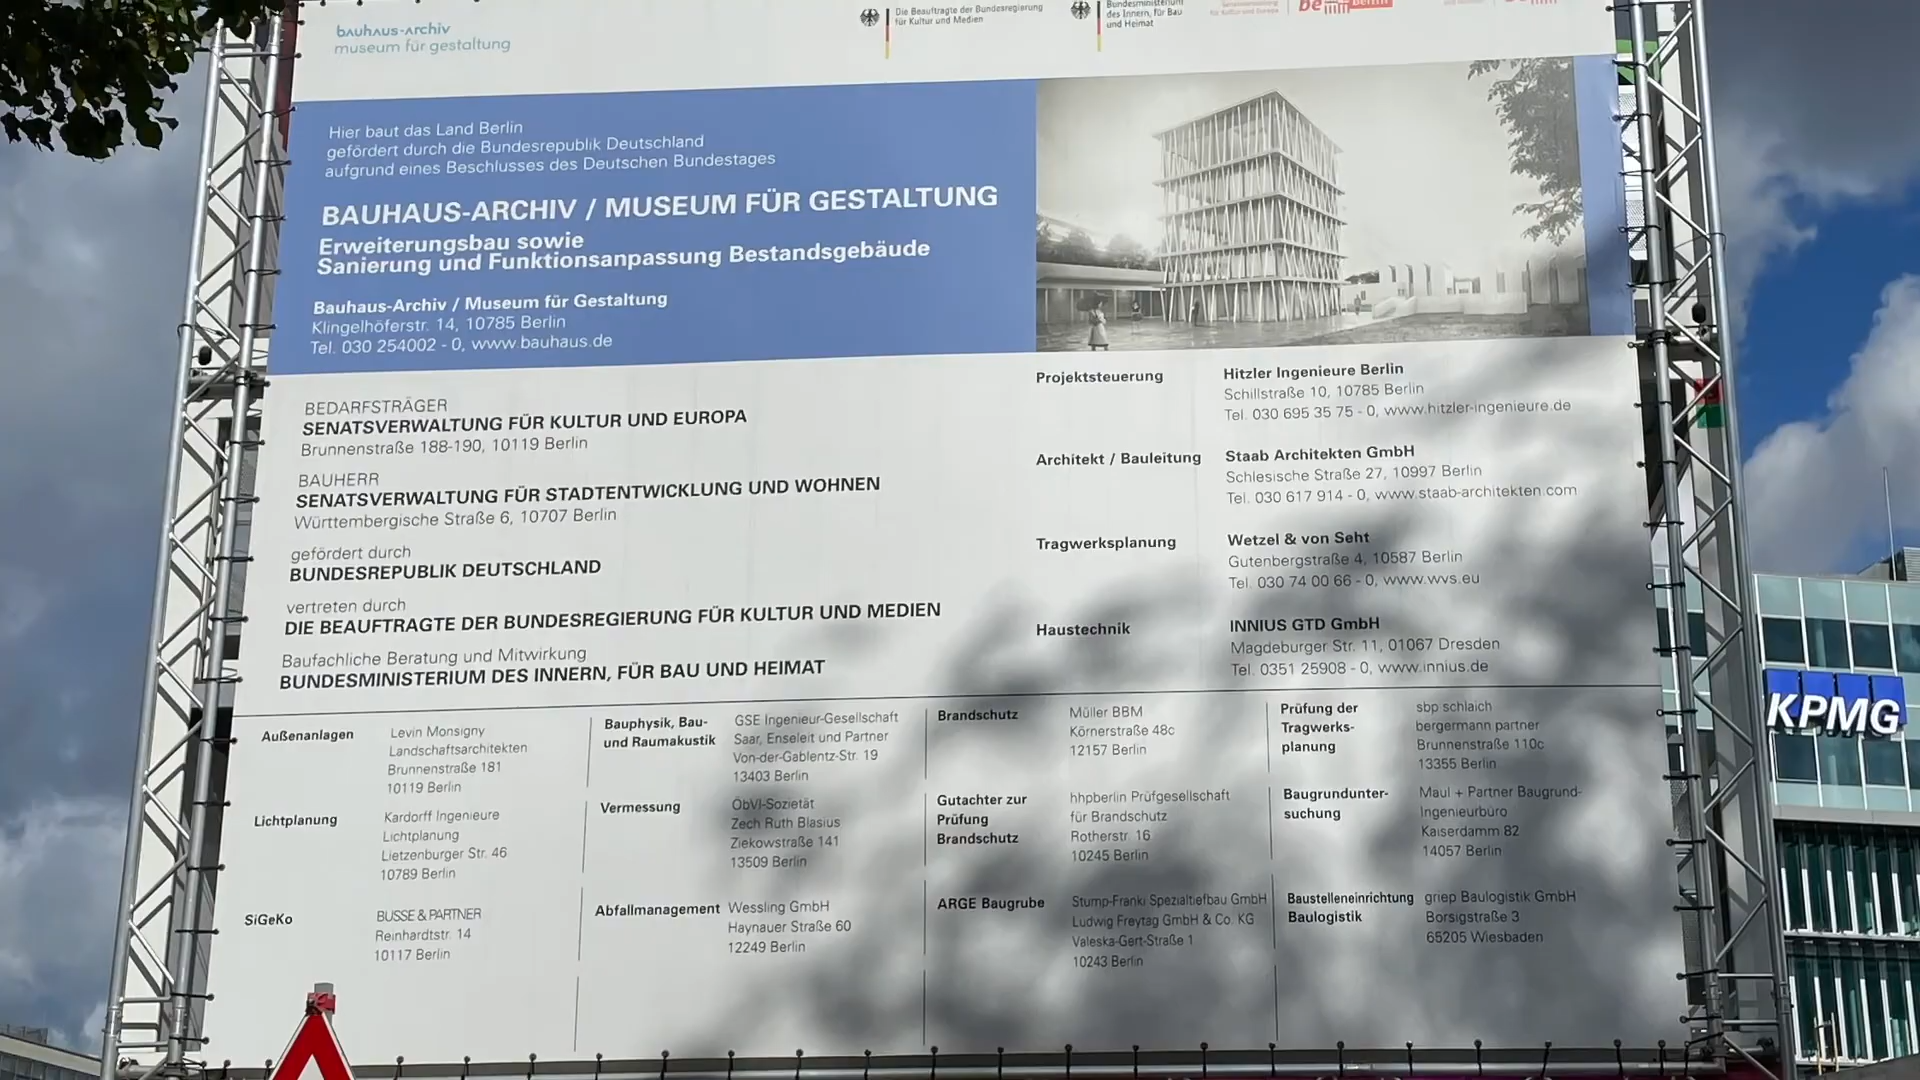 bauhaus-archiv
museum für gestaltung
Die Beauftragte der Bundesregierung
für Kultur und Medien
Bundesministerium
des Innern, für Bau
und Heimat
Hier baut das Land Berlin
gefördert durch die Bundesrepublik Deutschland
aufgrund eines Beschlusses des Deutschen Bundestages
BAUHAUS-ARCHIV / MUSEUM FÜR GESTALTUNG
Erweiterungsbau sowie
Sanierung und Funktionsanpassung Bestandsgebäude
Bauhaus-Archiv / Museum für Gestaltung
Klingelhöferstr. 14, 10785 Berlin
Tel. 030 254002 - 0, www.bauhaus.de
BEDARFSTRÄGER
SENATSVERWALTUNG FÜR KULTUR UND EUROPA
Brunnenstraße 188-190, 10119 Berlin
BAUHERR
SENATSVERWALTUNG FÜR STADTENTWICKLUNG UND WOHNEN
Württembergische Straße 6, 10707 Berlin
gefördert durch
BUNDESREPUBLIK DEUTSCHLAND
vertreten durch
DIE BEAUFTRAGTE DER BUNDESREGIERUNG FÜR KULTUR UND MEDIEN
Baufachliche Beratung und Mitwirkung
BUNDESMINISTERIUM DES INNERN, FÜR BAU UND HEIMAT
Projektsteuerung
Hitzler Ingenieure Berlin
Schillstraße 10, 10785 Berlin
Tel. 030 695 35 75 - 0, www.hitzler-ingenieure.de
Architekt / Bauleitung
Staab Architekten GmbH
Schlesische Straße 27, 10997 Berlin
Tel. 030 617 914 - 0, www.staab-architekten.com
Tragwerksplanung
Wetzel & von Seht
Gutenbergstraße 4, 10587 Berlin
Tel. 030 74 00 66 - 0, www.wvs.eu
Haustechnik
INNIUS GTD GmbH
Magdeburger Str. 11, 01067 Dresden
Tel. 0351 25908 - 0, www.innius.de
Außenanlagen
Levin Monsigny
Landschaftsarchitekten
Brunnenstraße 181
10119 Berlin
Lichtplanung
Kardorff Ingenieure
Lichtplanung
Lietzenburger Str. 46
10789 Berlin
SiGeKo
BUSSE & PARTNER
Reinhardtstr. 14
10117 Berlin
Bauphysik, Bau-
und Raumakustik
GSE Ingenieur-Gesellschaft
Saar, Enseleit und Partner
Von-der-Gablentz-Str. 19
13403 Berlin
Vermessung
ÖbVI-Sozietät
Zech Ruth Blasius
Ziekowstraße 141
13509 Berlin
Abfallmanagement
Wessling GmbH
Haynauer Straße 60
12249 Berlin
Brandschutz
Müller BBM
Körnerstraße 48c
12157 Berlin
Gutachter zur
Prüfung
Brandschutz
hhpberlin Prüfgesellschaft
für Brandschutz
Rotherstr. 16
10245 Berlin
ARGE Baugrube
Stump-Franki Spezialtiefbau GmbH
Ludwig Freytag GmbH & Co. KG
Valeska-Gert-Straße 1
10243 Berlin
Prüfung der
Tragwerks-
planung
sbp schlaich
bergermann partner
Brunnenstraße 110c
13355 Berlin
Baugrundunter-
suchung
Maul + Partner Baugrund-
Ingenieurbüro
Kaiserdamm 82
14057 Berlin
Baustelleneinrichtung
Baulogistik
griep Baulogistik GmbH
Borsigstraße 3
65205 Wiesbaden
KPMG